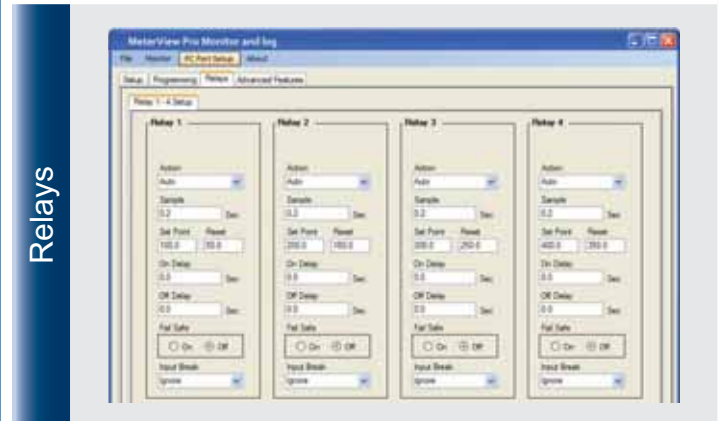 Relays
MeterView Pro Monitor and log
File Monitor PC Port Setup About
Setup Programming Relays Advanced Features
Relay 1 - 4 Setup
Relay 1 Relay 2 Relay 3 Relay 4
Action Action Action Action
Auto Auto Auto Auto
Sample Sample Sample Sample
0.2 Sec 0.2 Sec 0.2 Sec 0.2 Sec
Set Point Reset Set Point Reset Set Point Reset Set Point Reset
100.0 50.0 200.0 150.0 300.0 250.0 400.0 350.0
On Delay On Delay On Delay On Delay
0.0 Sec 0.0 Sec 0.0 Sec 0.0 Sec
Off Delay Off Delay Off Delay Off Delay
0.0 Sec 0.0 Sec 0.0 Sec 0.0 Sec
Fail Safe Fail Safe Fail Safe Fail Safe
On Off On Off On Off On Off
Input Break Input Break Input Break Input Break
Ignore Ignore Ignore Ignore